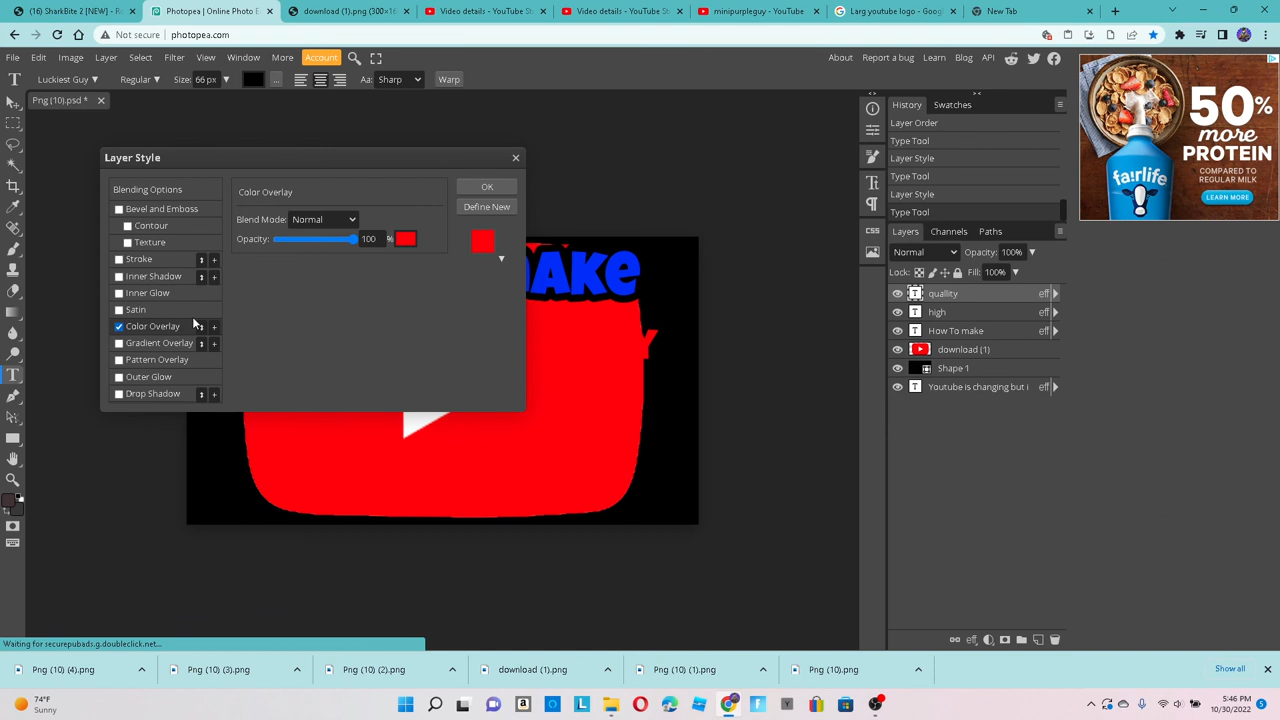 (16) SharkBite 2 [NEW] - R
Photopea | Online Photo E
download (1).png (300×16
Video details - YouTube S
Video details - YouTube St
minipurpleguy - YouTube
Larg youtube logo - Goog
New Tab
Not secure photopea.com
File Edit Image Layer Select Filter View Window More Account
About Report a bug Learn Blog API
Luckiest Guy Regular Size: 66 px ... Aa: Sharp Warp
Png (10).psd *
Layer Style
Blending Options
Bevel and Emboss
Contour
Texture
Stroke
Inner Shadow
Inner Glow
Satin
Color Overlay
Gradient Overlay
Pattern Overlay
Outer Glow
Drop Shadow
Color Overlay
Blend Mode: Normal
Opacity: 100 %
OK
Define New
History Swatches
Layer Order
Type Tool
Layer Style
Type Tool
Layer Style
Type Tool
Layers Channels Paths
Normal Opacity: 100%
Lock: Fill: 100%
quallity eff
high eff
How To make eff
download (1)
Shape 1
Youtube is changing but i eff
CSS
50%
more
PROTEIN
COMPARED TO
REGULAR MILK
fa!rlife
LEARN MORE
Waiting for securepubads.g.doubleclick.net...
Png (10) (4).png
Png (10) (3).png
Png (10) (2).png
download (1).png
Png (10) (1).png
Png (10).png
Show all
74°F
Sunny
5:46 PM
10/30/2022
5